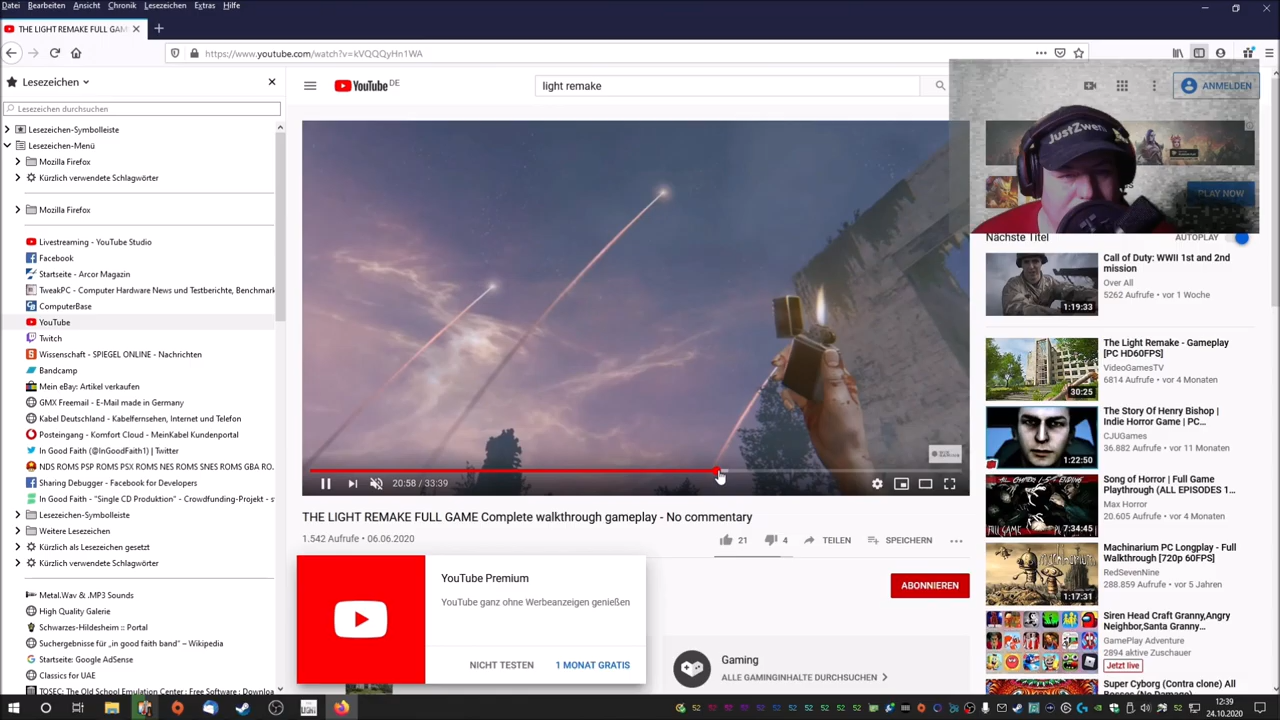 Datei Bearbeiten Ansicht Chronik Lesezeichen Extras Hilfe
THE LIGHT REMAKE FULL GAM
https://www.youtube.com/watch?v=kVQQQyHn1WA
Lesezeichen
Lesezeichen durchsuchen
Lesezeichen-Symbolleiste
Lesezeichen-Menü
Mozilla Firefox
Kürzlich verwendete Schlagwörter
Mozilla Firefox
Livestreaming - YouTube Studio
Facebook
Startseite - Arcor Magazin
TweakPC - Computer Hardware News und Testberichte, Benchmark
ComputerBase
YouTube
Twitch
Wissenschaft - SPIEGEL ONLINE - Nachrichten
Bandcamp
Mein eBay: Artikel verkaufen
GMX Freemail - E-Mail made in Germany
Kabel Deutschland - Kabelfernsehen, Internet und Telefon
Posteingang - Komfort Cloud - MeinKabel Kundenportal
In Good Faith (@InGoodFaith1) | Twitter
NDS ROMS PSP ROMS PSX ROMS NES ROMS SNES ROMS GBA RO...
Sharing Debugger - Facebook for Developers
In Good Faith - "Single CD Produktion" - Crowdfunding-Projekt - st
Lesezeichen-Symbolleiste
Weitere Lesezeichen
Kürzlich als Lesezeichen gesetzt
Kürzlich verwendete Schlagwörter
Metal.Wav & .MP3 Sounds
High Quality Galerie
Schwarzes-Hildesheim :: Portal
Suchergebnisse für „in good faith band“ – Wikipedia
Startseite: Google AdSense
Classics for UAE
TOSEC: The Old School Emulation Center : Free Software : Downloa
YouTube DE
light remake
ANMELDEN
JustZwen
PLAY NOW
20:58 / 33:39
THE LIGHT REMAKE FULL GAME Complete walkthrough gameplay - No commentary
1.542 Aufrufe • 06.06.2020
21
4
TEILEN
SPEICHERN
ABONNIEREN
YouTube Premium
YouTube ganz ohne Werbeanzeigen genießen
NICHT TESTEN
1 MONAT GRATIS
Gaming
ALLE GAMINGINHALTE DURCHSUCHEN
Nächste Titel
AUTOPLAY
Call of Duty: WWII 1st and 2nd
mission
Over All
5262 Aufrufe • vor 1 Woche
1:19:33
The Light Remake - Gameplay
[PC HD60FPS]
VideoGamesTV
6814 Aufrufe • vor 4 Monaten
30:25
The Story Of Henry Bishop |
Indie Horror Game | PC...
CJUGames
36.882 Aufrufe • vor 11 Monaten
1:22:50
Song of Horror | Full Game
Playthrough (ALL EPISODES 1...
Max Horror
20.605 Aufrufe • vor 4 Monaten
7:34:45
Machinarium PC Longplay - Full
Walkthrough [720p 60FPS]
RedSevenNine
288.859 Aufrufe • vor 5 Jahren
1:17:31
Siren Head Craft Granny,Angry
Neighbor,Santa Granny...
GamePlay Adventure
2894 aktive Zuschauer
Jetzt live
Super Cyborg (Contra clone) All
12:39
24.10.2020